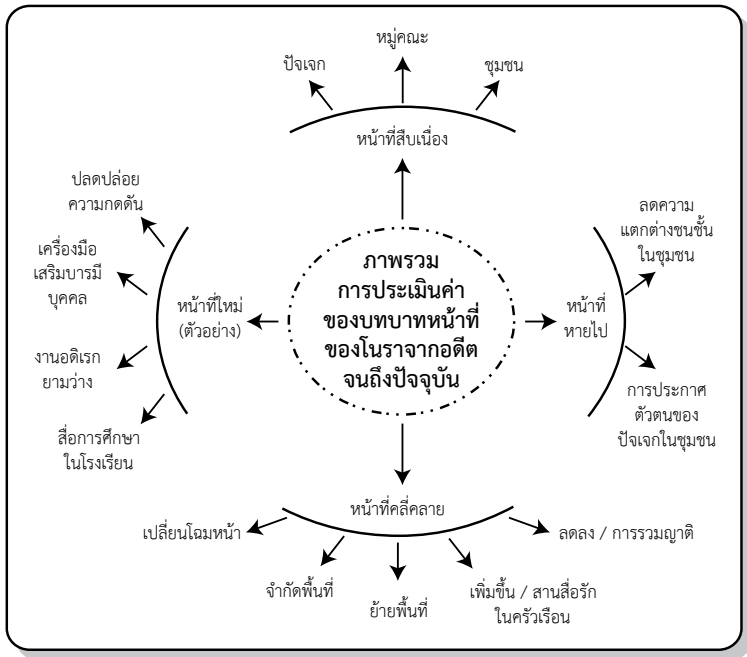 หมู่คณะ
ปัจเจก
ชุมชน
หน้าที่สืบเนื่อง
ปลดปล่อย
ความกดดัน
เครื่องมือ
เสริมบารมี
บุคคล
งานอดิเรก
ยามว่าง
สื่อการศึกษา
ในโรงเรียน
หน้าที่ใหม่
(ตัวอย่าง)
ภาพรวม
การประเมินค่า
ของบทบาทหน้าที่
ของโนราจากอดีต
จนถึงปัจจุบัน
หน้าที่
หายไป
ลดความ
แตกต่างชนชั้น
ในชุมชน
การประกาศ
ตัวตนของ
ปัจเจกในชุมชน
หน้าที่คลี่คลาย
เปลี่ยนโฉมหน้า
จำกัดพื้นที่
ย้ายพื้นที่
เพิ่มขึ้น / สานสื่อรัก
ในครัวเรือน
ลดลง / การรวมญาติ